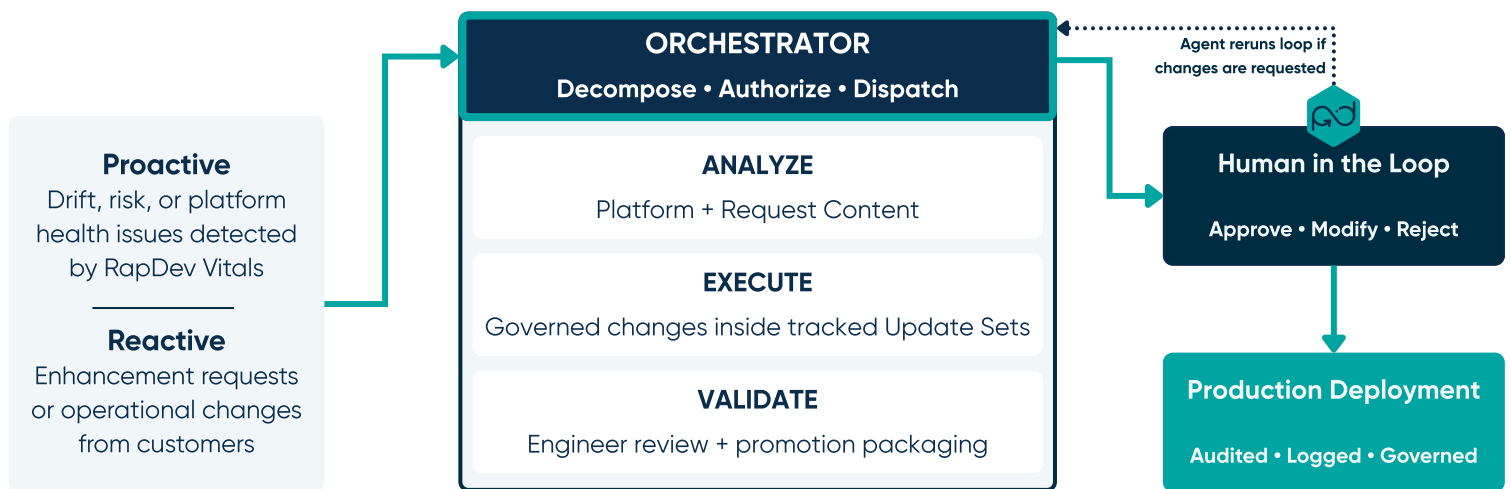 Proactive
Drift, risk, or platform
health issues detected
by RapDev Vitals
Reactive
Enhancement requests
or operational changes
from customers
ORCHESTRATOR
Decompose • Authorize • Dispatch
ANALYZE
Platform + Request Content
EXECUTE
Governed changes inside tracked Update Sets
VALIDATE
Engineer review + promotion packaging
Agent reruns loop if
changes are requested
Human in the Loop
Approve • Modify • Reject
Production Deployment
Audited • Logged • Governed